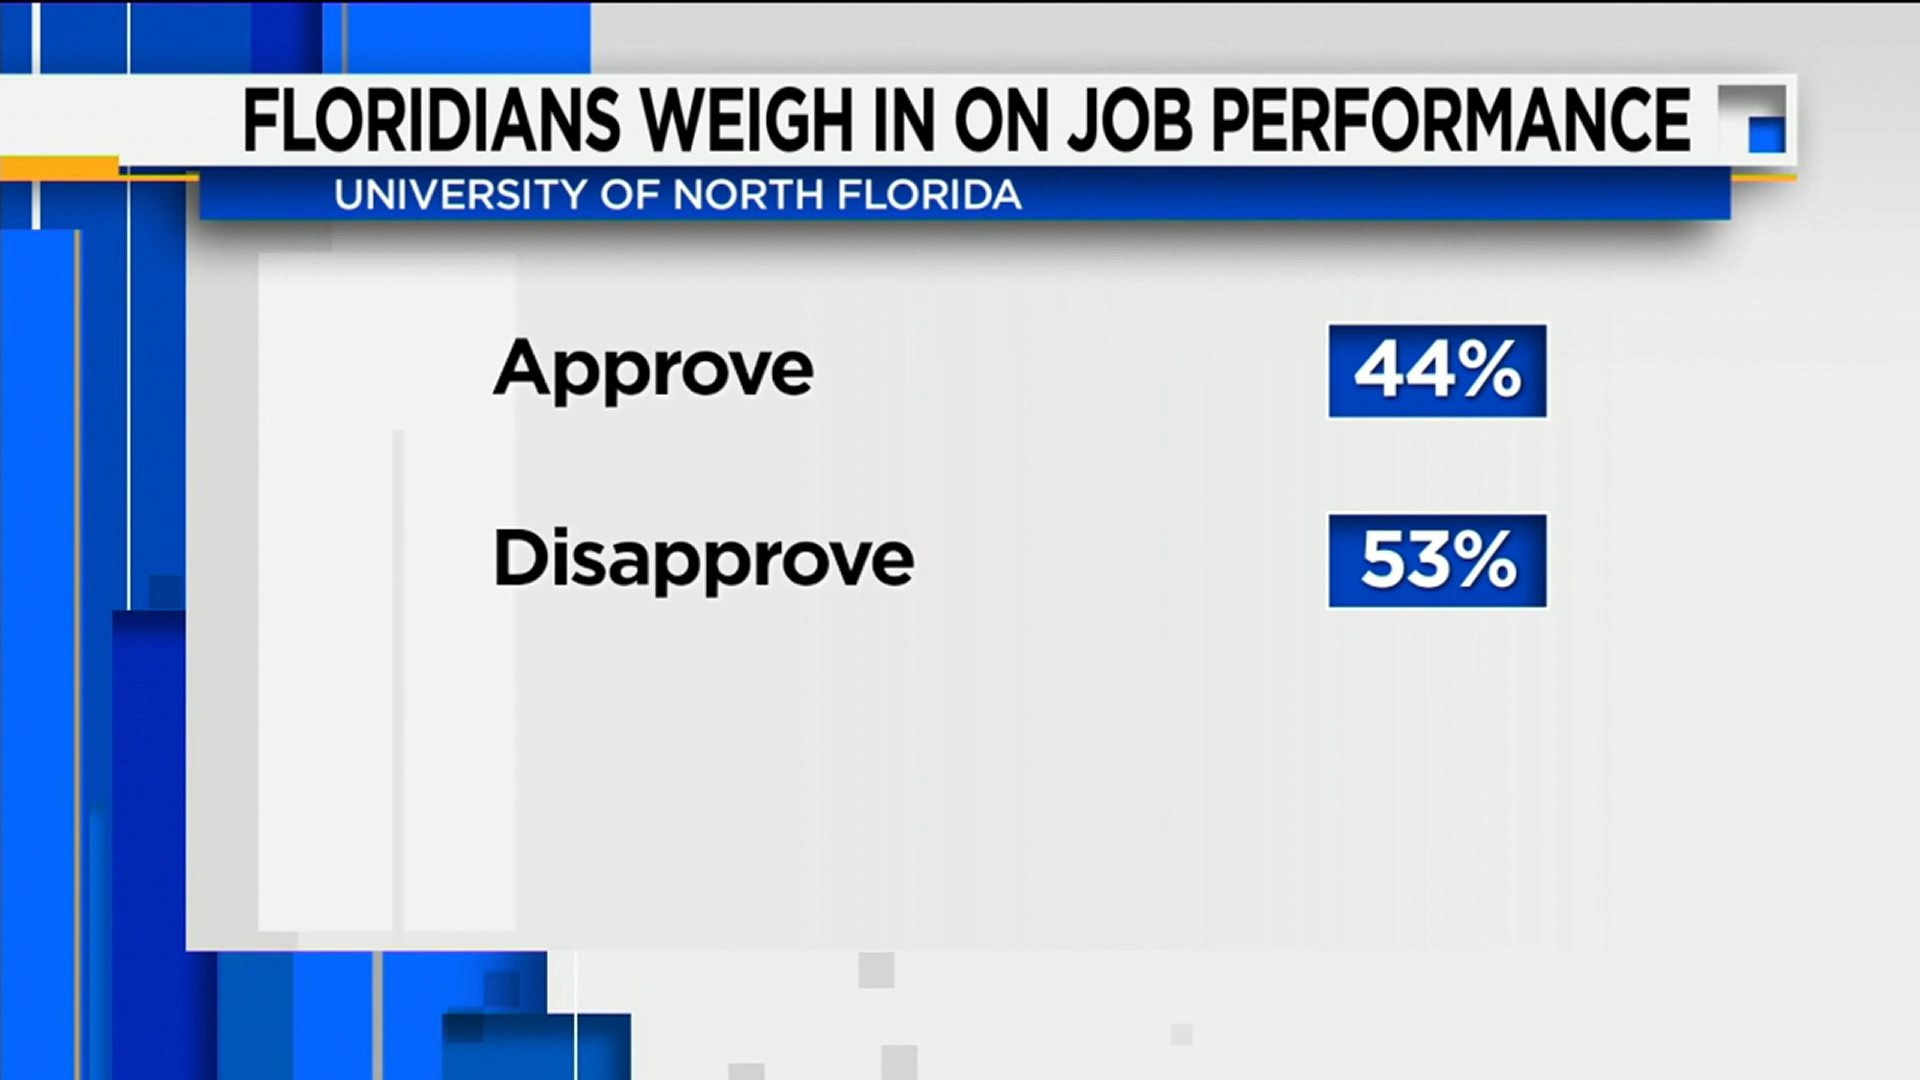 FLORIDIANS WEIGH IN ON JOB PERFORMANCE
UNIVERSITY OF NORTH FLORIDA
Approve 44%
Disapprove 53%